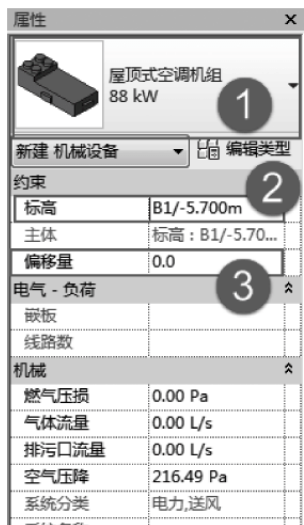 属性 ×
屋顶式空调机组
88 kW
1
新建 机械设备 编辑类型
约束 2
标高 B1/-5.700m
主体 标高：B1/-5.70...
偏移量 0.0
3
电气 - 负荷
嵌板
线路数
机械
燃气压损 0.00 Pa
气体流量 0.00 L/s
排污口流量 0.00 L/s
空气压降 216.49 Pa
系统分类 电力,送风